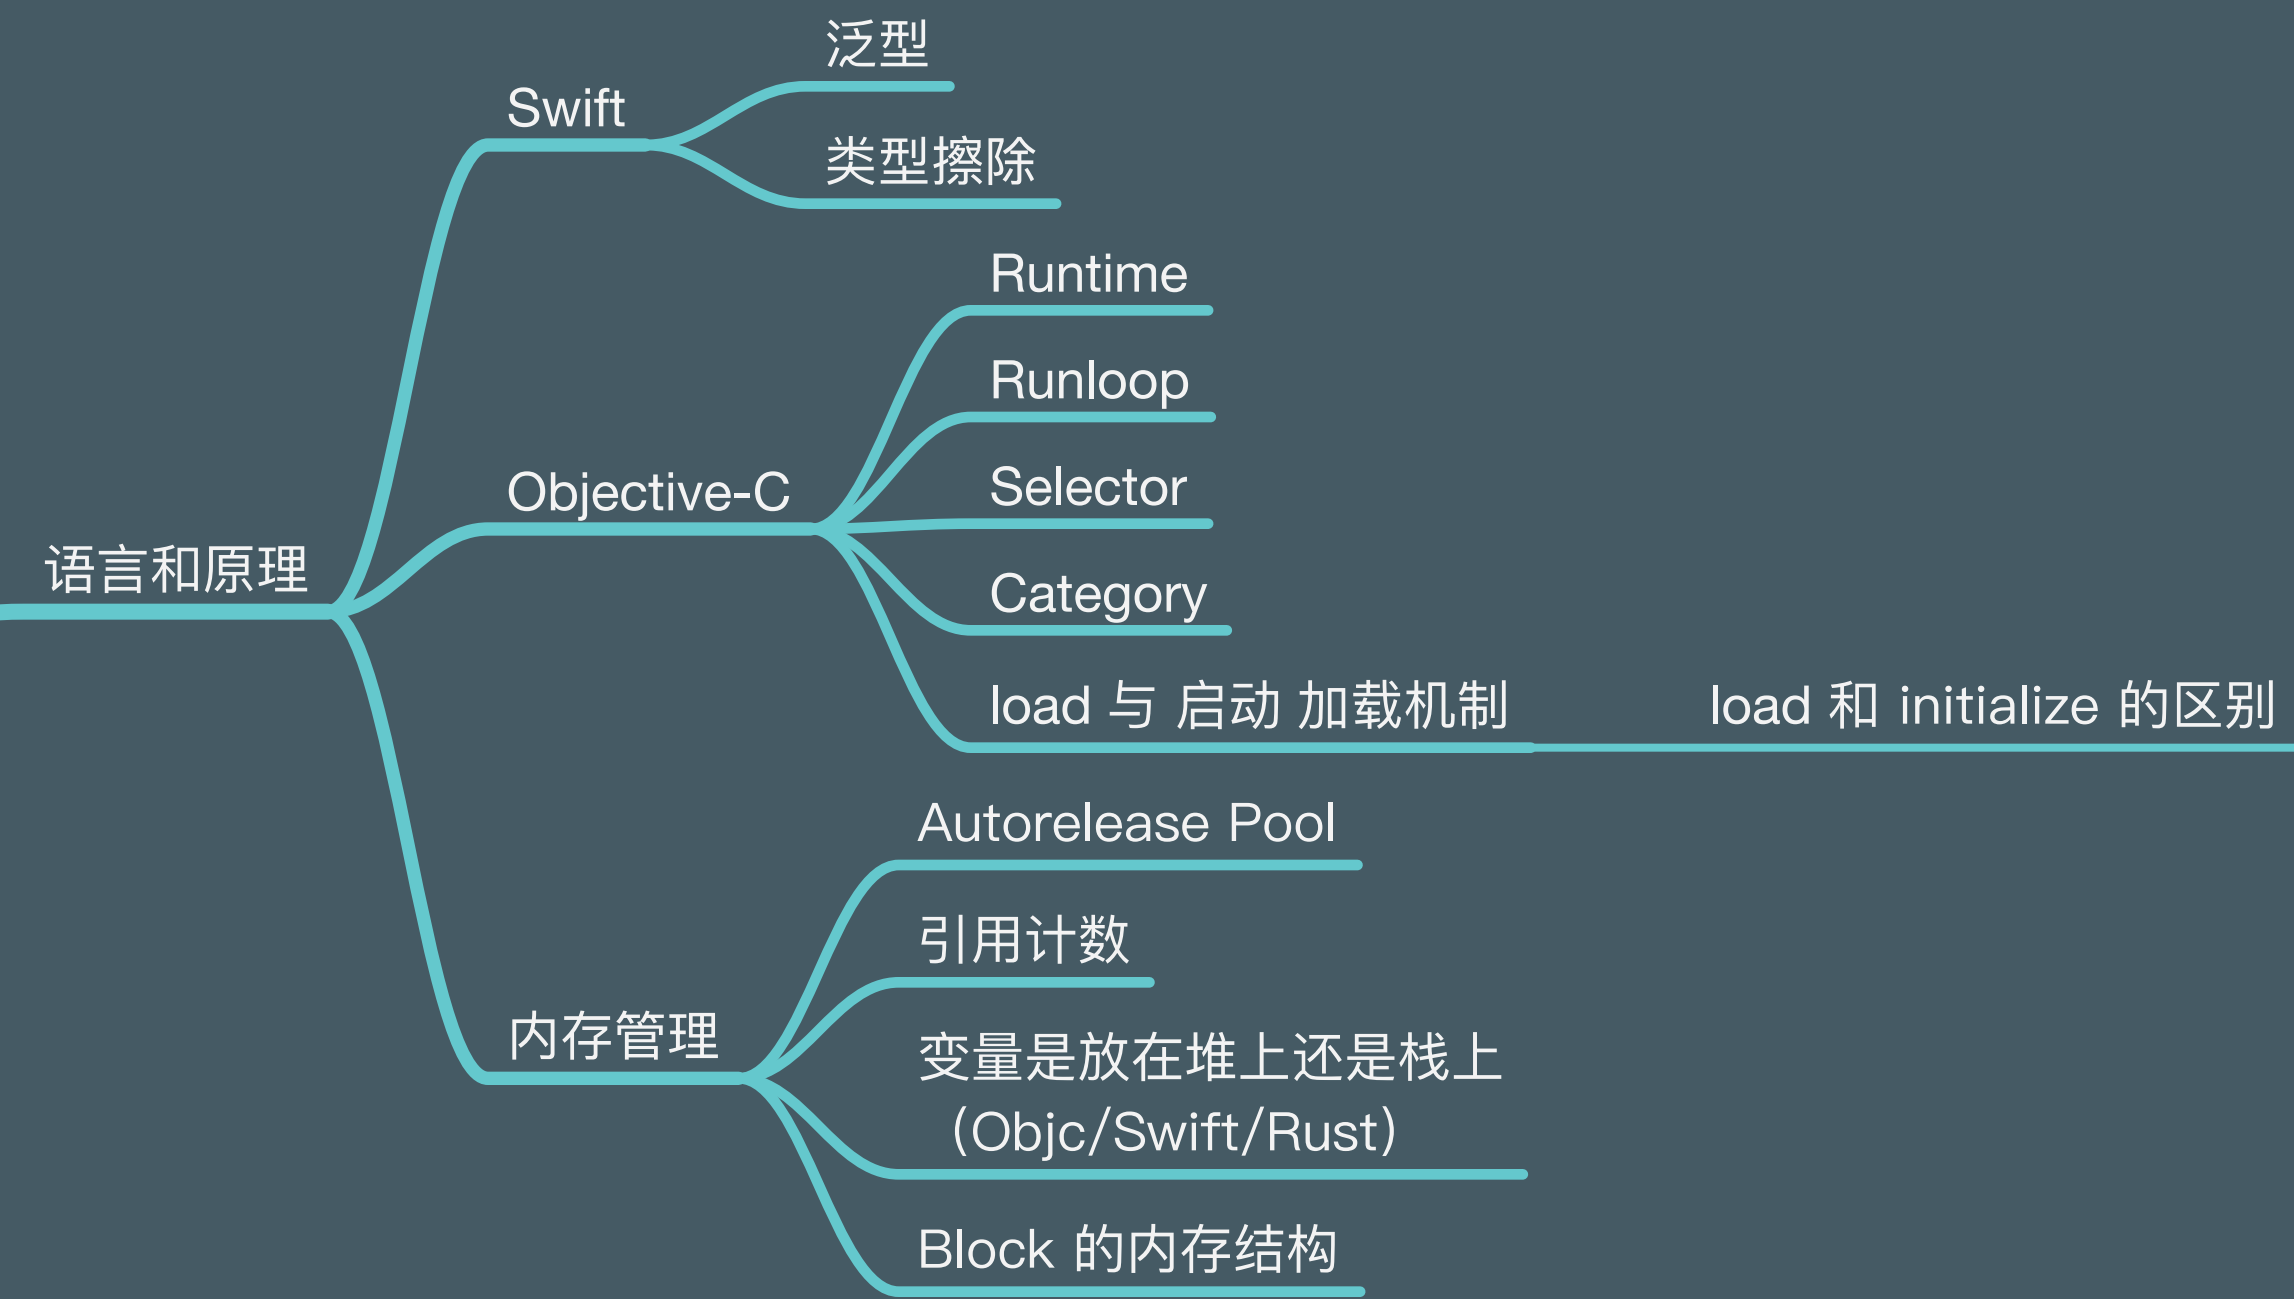 泛型
Swift
类型擦除
Runtime
Runloop
Selector
Objective-C
语言和原理
Category
load 与 启动 加载机制
load 和 initialize 的区别
Autorelease Pool
引用计数
内存管理
变量是放在堆上还是栈上
(Objc/Swift/Rust)
Block 的内存结构